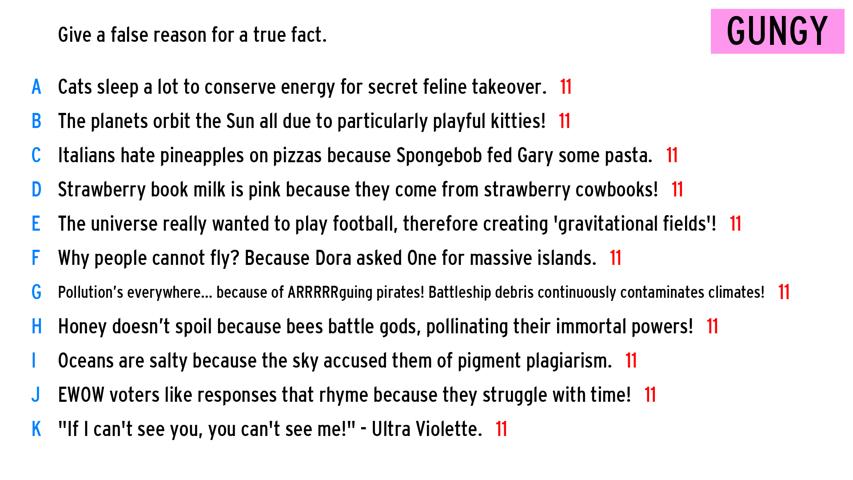 Give a false reason for a true fact.
GUNGY
A Cats sleep a lot to conserve energy for secret feline takeover. 11
B The planets orbit the Sun all due to particularly playful kitties! 11
C Italians hate pineapples on pizzas because Spongebob fed Gary some pasta. 11
D Strawberry book milk is pink because they come from strawberry cowbooks! 11
E The universe really wanted to play football, therefore creating 'gravitational fields'! 11
F Why people cannot fly? Because Dora asked One for massive islands. 11
G Pollution's everywhere... because of ARRRRRguing pirates! Battleship debris continuously contaminates climates! 11
H Honey doesn't spoil because bees battle gods, pollinating their immortal powers! 11
I Oceans are salty because the sky accused them of pigment plagiarism. 11
J EWOW voters like responses that rhyme because they struggle with time! 11
K "If I can't see you, you can't see me!" - Ultra Violette. 11